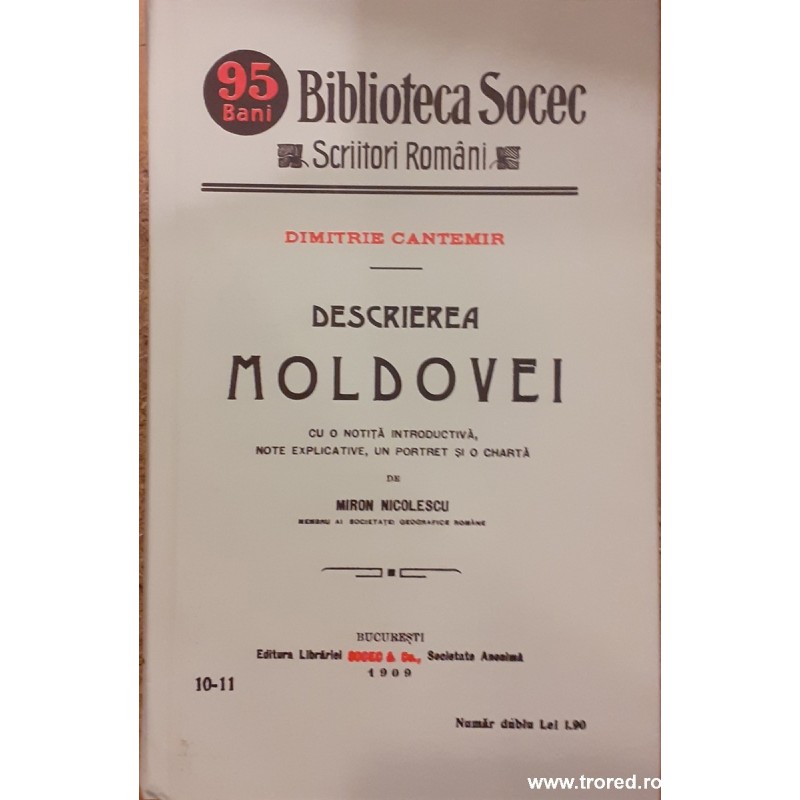 95
Bani
Biblioteca Socec
Scriitori Români
DIMITRIE CANTEMIR
DESCRIEREA
MOLDOVEI
CU O NOTIȚĂ INTRODUCTIVĂ,
NOTE EXPLICATIVE, UN PORTRET ȘI O CHARTĂ
DE
MIRON NICOLESCU
MEMBRU AL SOCIETĂȚEI GEOGRAFICE ROMÂNE
BUCUREȘTI
Editura Librăriei SOCEC & Co., Societate Anonimă
1909
10-11
Număr dublu Lei 1.90
www.trored.ro